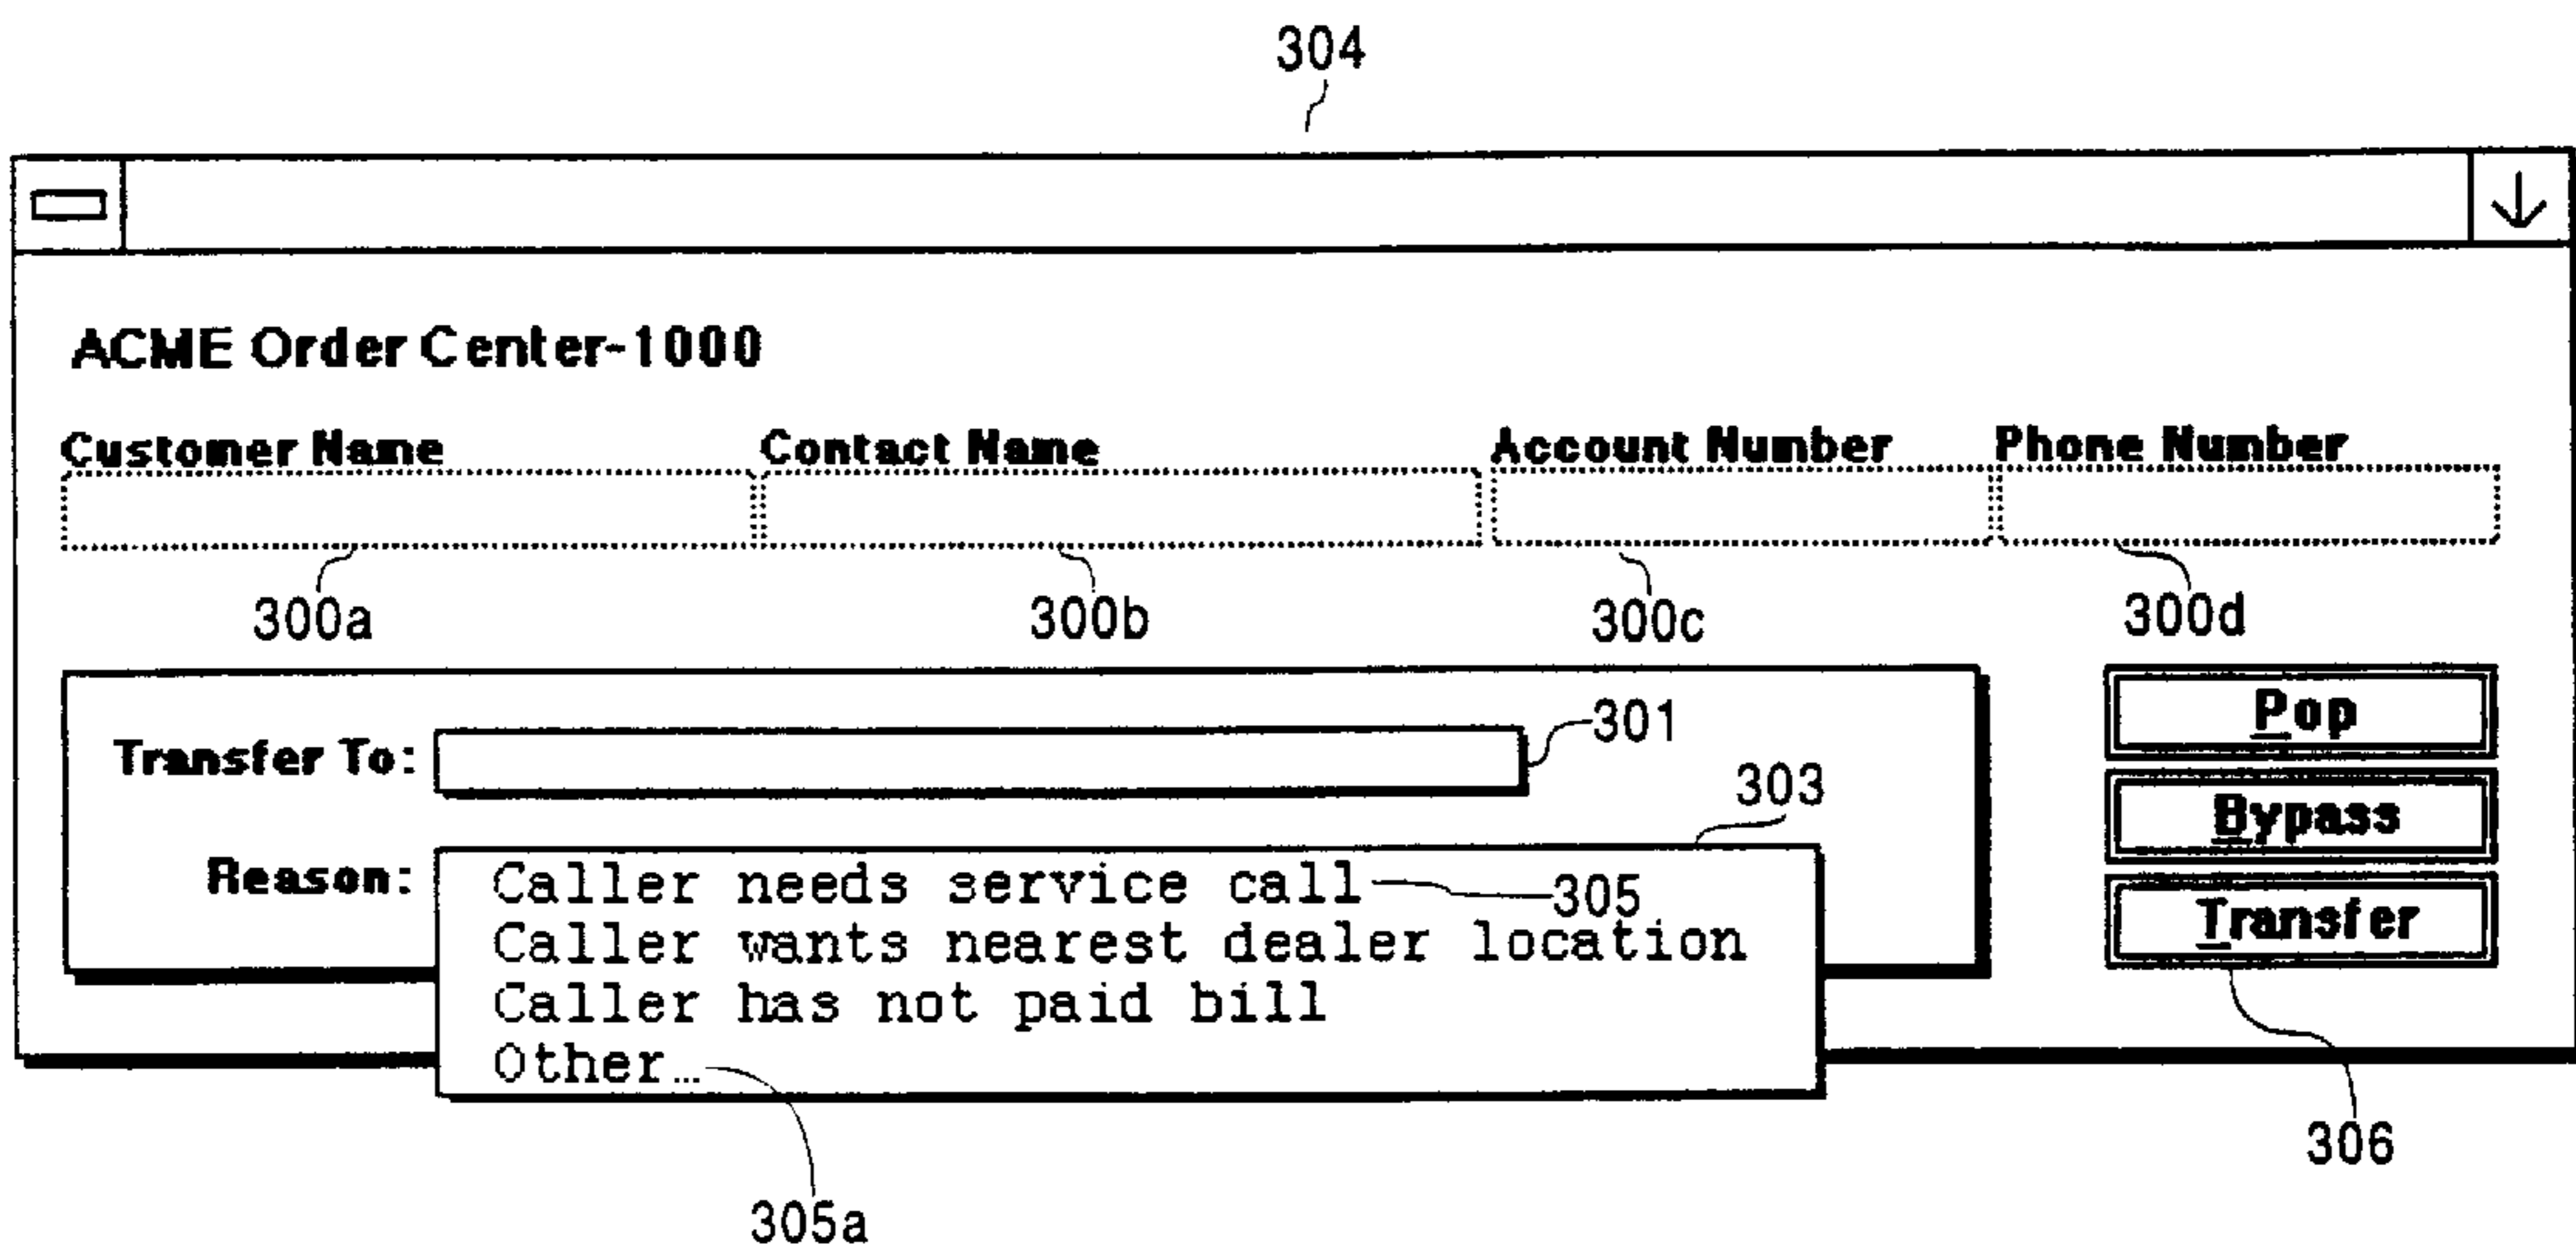 304
ACME Order Center-1000
Customer Name Contact Name Account Number Phone Number
300a 300b 300c 300d
Transfer To: 301 Pop
303 Bypass
Reason: Caller needs service call 305 Transfer
Caller wants nearest dealer location
Caller has not paid bill
Other...
306
305a